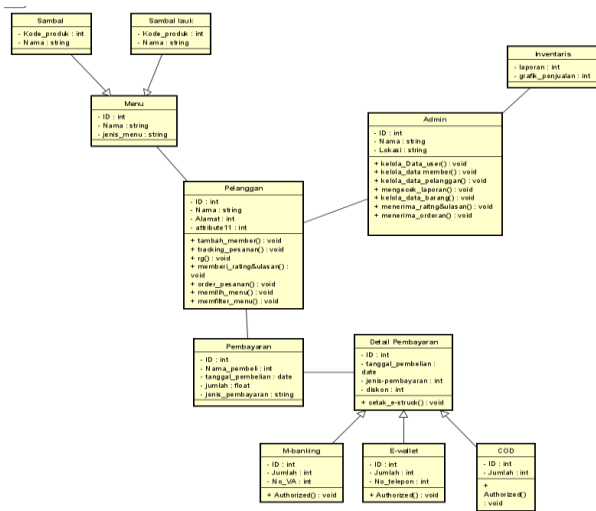 Sambal
- Kode_produk : int
- Nama : string
Sambal lauk
- Kode_produk : int
- Nama : string
Inventaris
- laporan : int
- grafik_penjualan : int
Menu
- ID : int
- Nama : string
- jenis_menu : string
Admin
- ID : int
- Nama : string
- Lokasi : string
+ kelola_Data_user() : void
+ kelola_data member() : void
+ kelola_data_pelanggan() : void
+ mengecek_laporan() : void
+ kelola_data_barang() : void
+ menerima_raitng&ulasan() : void
+ menerima_orderan() : void
Pelanggan
- ID : int
- Nama : string
- Alamat : int
- attribute11 : int
+ tambah_member() : void
+ tracking_pesanan() : void
+ rg() : void
+ memberi_rating&ulasan() :
void
+ order_pesanan() : void
+ memilih_menu() : void
+ memfilter_menu() : void
Pembayaran
- ID : int
- Nama_pembeli : int
- tanggal_pembelian : date
- jumlah : float
- jenis_pembayaran : string
Detail Pembayaran
- ID : int
- tanggal_pembelian :
date
- jenis-pembayaran : int
- diskon : int
+ cetak_e-struck() : void
M-banking
- ID : int
- Jumlah : int
- No_VA : int
+ Authorized() : void
E-wallet
- ID : int
- Jumlah : int
- No_telepon : int
+ Authorized() : void
COD
- ID : int
- Jumlah : int
+
Authorized()
: void